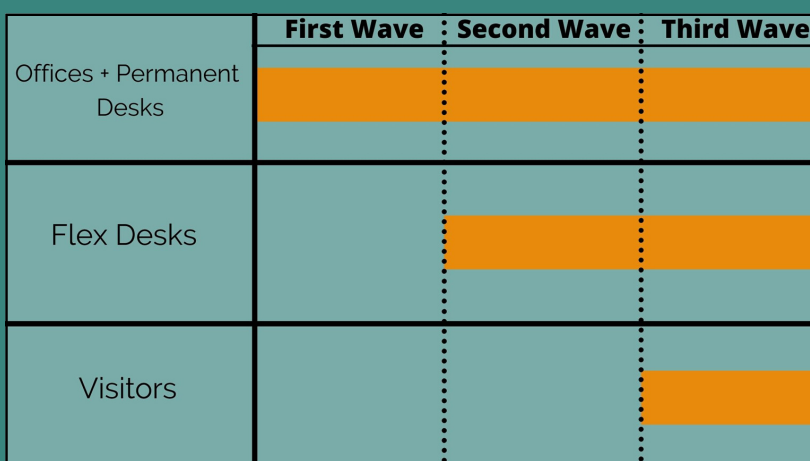 First Wave Second Wave Third Wave
Offices + Permanent
Desks
Flex Desks
Visitors